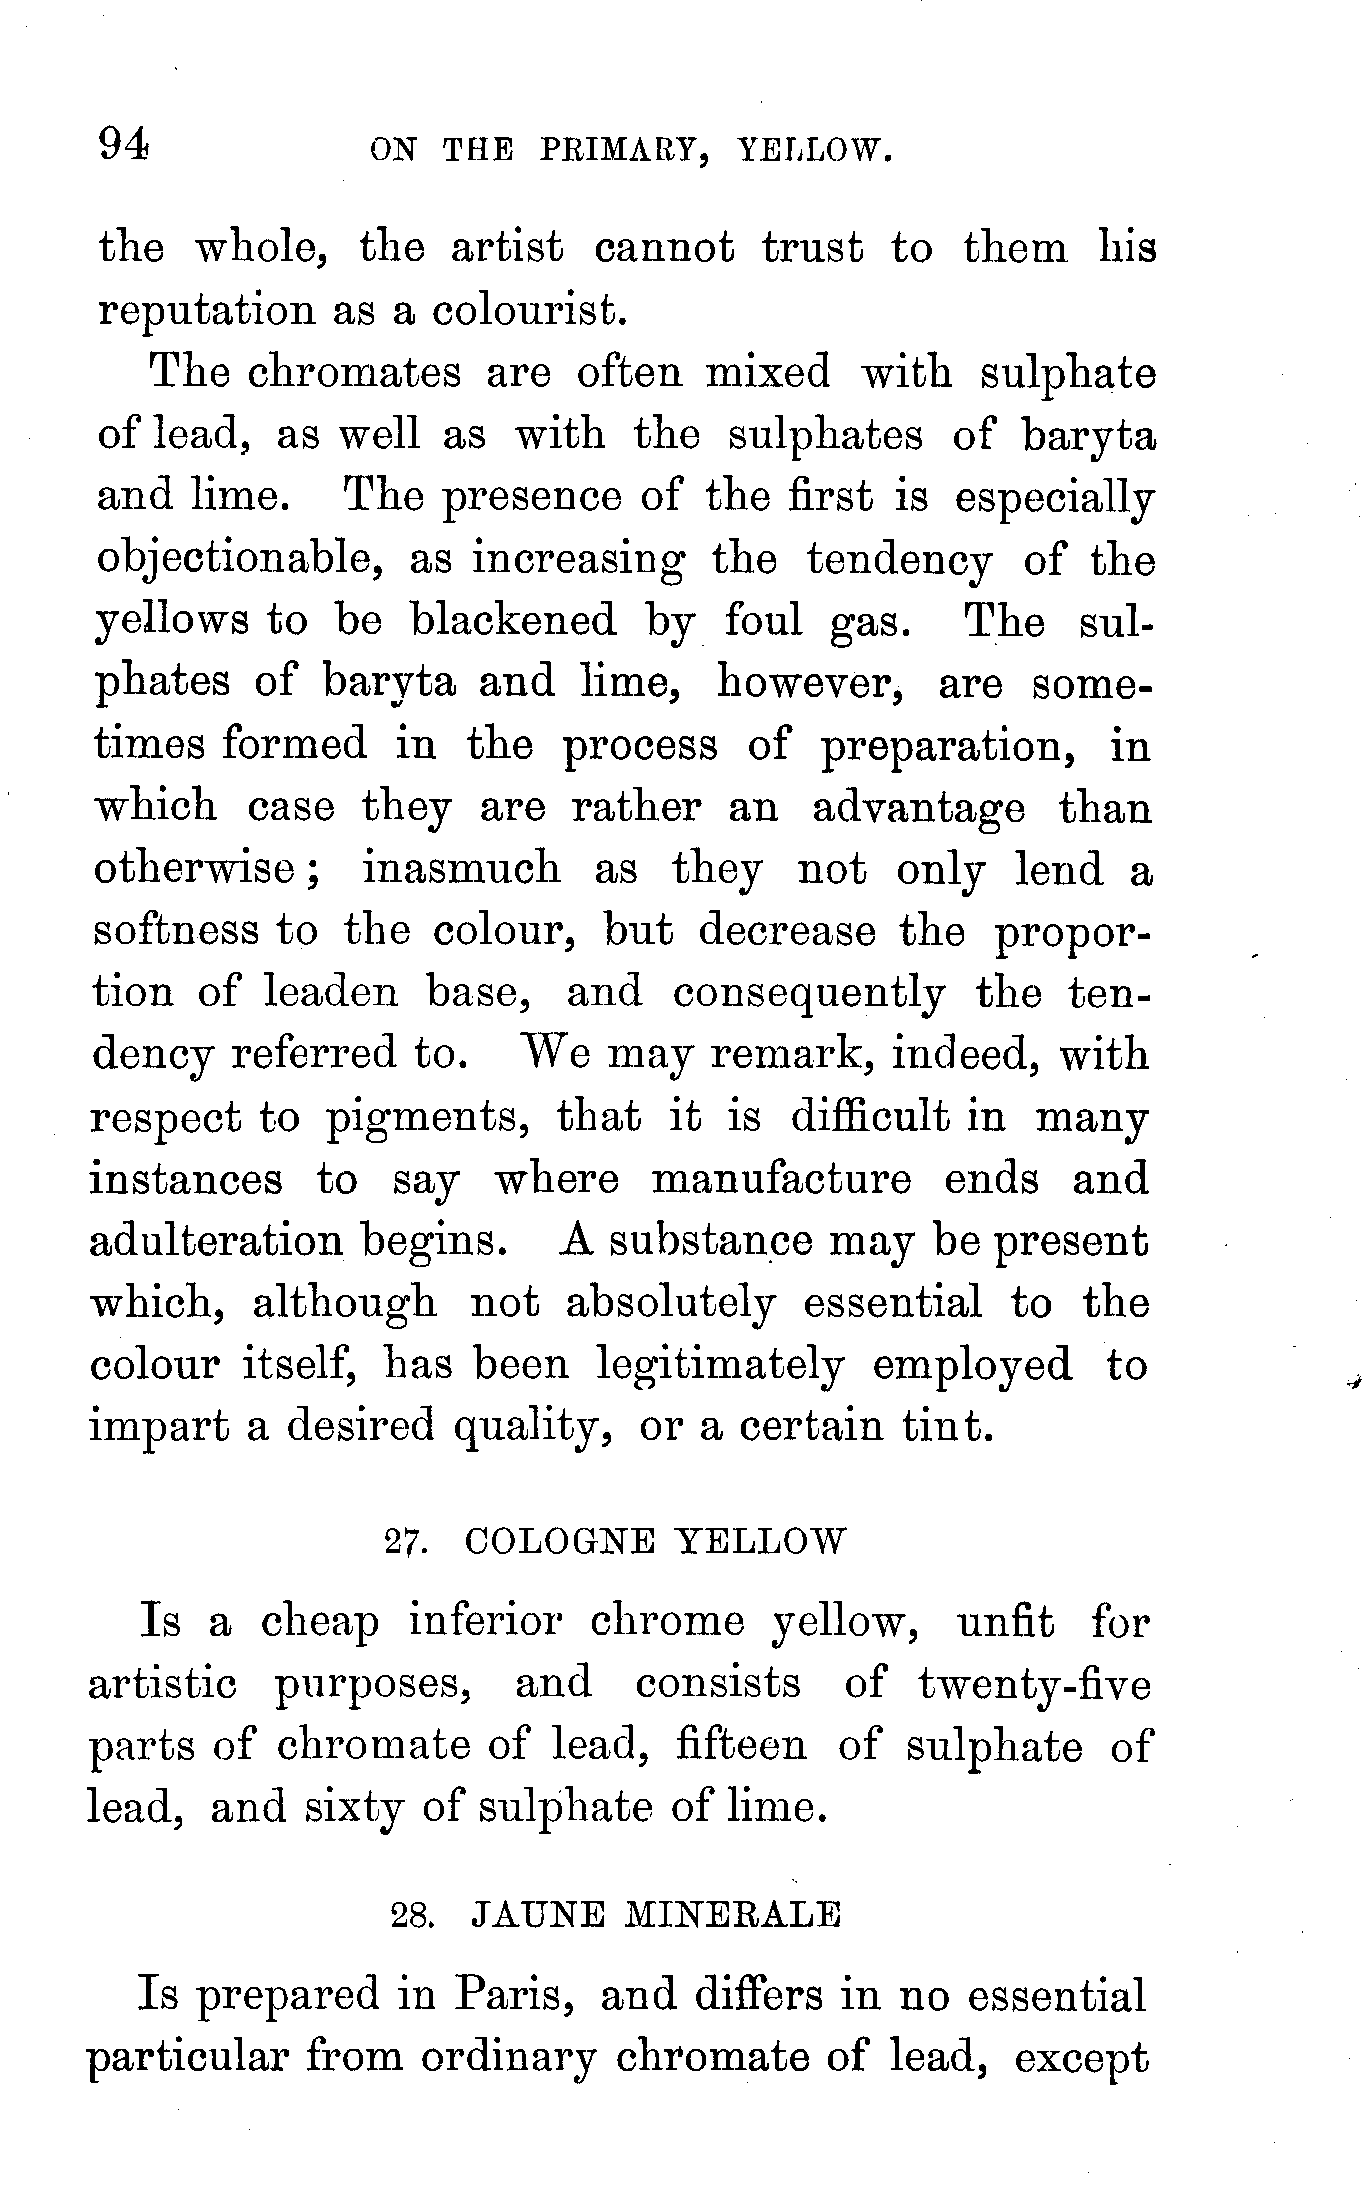 94 ON THE PRIMARY, YELLOW.
the whole, the artist cannot trust to them his
reputation as a colourist.
The chromates are often mixed with sulphate
of lead, as well as with the sulphates of baryta
and lime. The presence of the first is especially
objectionable, as increasing the tendency of the
yellows to be blackened by foul gas. The sul-
phates of baryta and lime, however, are some-
times formed in the process of preparation, in
which case they are rather an advantage than
otherwise ; inasmuch as they not only lend a
softness to the colour, but decrease the propor-
tion of leaden base, and consequently the ten-
dency referred to. We may remark, indeed, with
respect to pigments, that it is difficult in many
instances to say where manufacture ends and
adulteration begins. A substance may be present
which, although not absolutely essential to the
colour itself, has been legitimately employed to
impart a desired quality, or a certain tint.
27. COLOGNE YELLOW
Is a cheap inferior chrome yellow, unfit for
artistic purposes, and consists of twenty-five
parts of chromate of lead, fifteen of sulphate of
lead, and sixty of sulphate of lime.
28. JAUNE MINERALE
Is prepared in Paris, and differs in no essential
particular from ordinary chromate of lead, except